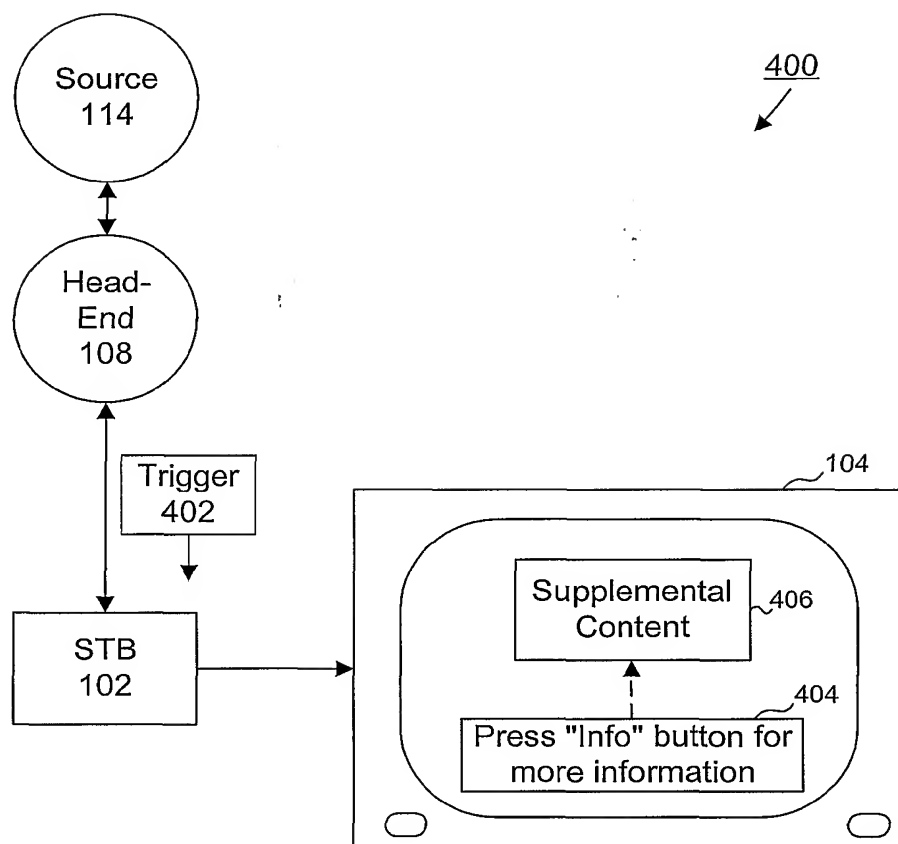 Source
114
400
Head-
End
108
Trigger
402
104
Supplemental
Content
406
STB
102
404
Press "Info" button for
more information